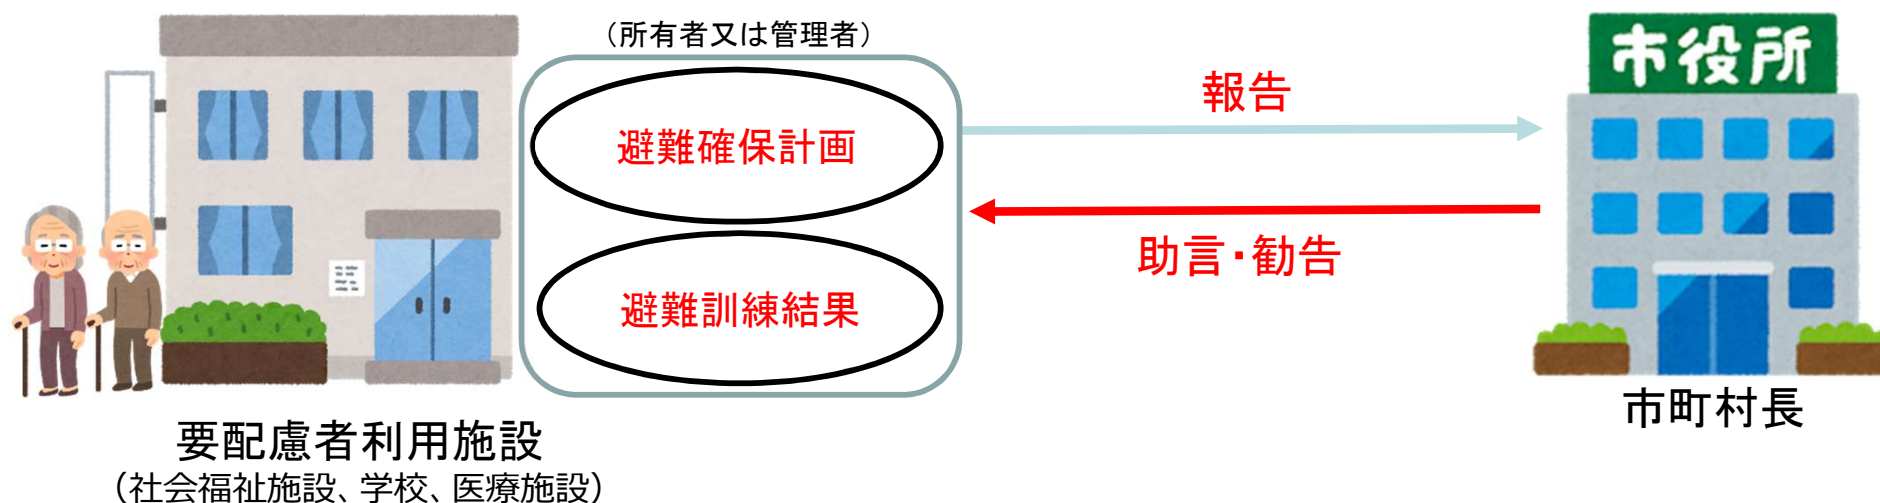 （所有者又は管理者）
避難確保計画
避難訓練結果
報告
助言・勧告
市役所
市町村長
要配慮者利用施設
（社会福祉施設、学校、医療施設）